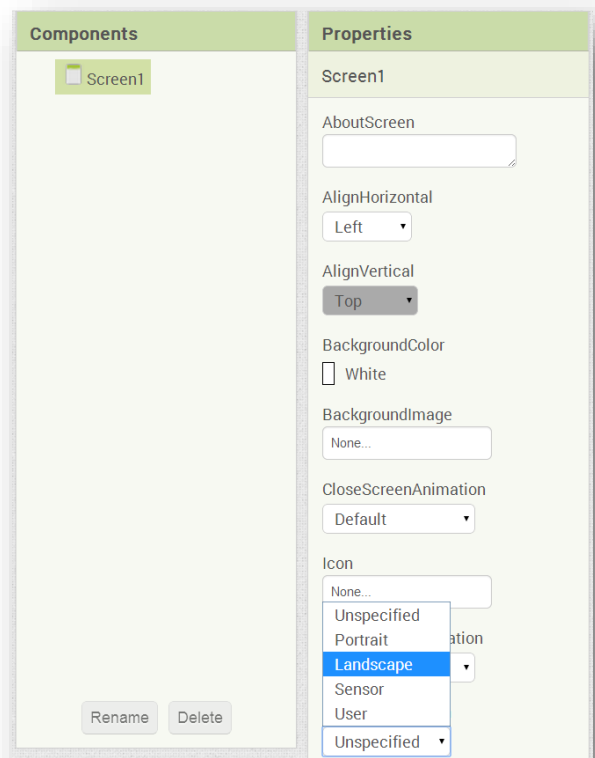 Components
Screen1
Rename
Delete
Properties
Screen1
AboutScreen
AlignHorizontal
Left
AlignVertical
Top
BackgroundColor
White
BackgroundImage
None...
CloseScreenAnimation
Default
Icon
None...
Unspecified
Portrait
Landscape
Sensor
User
Unspecified